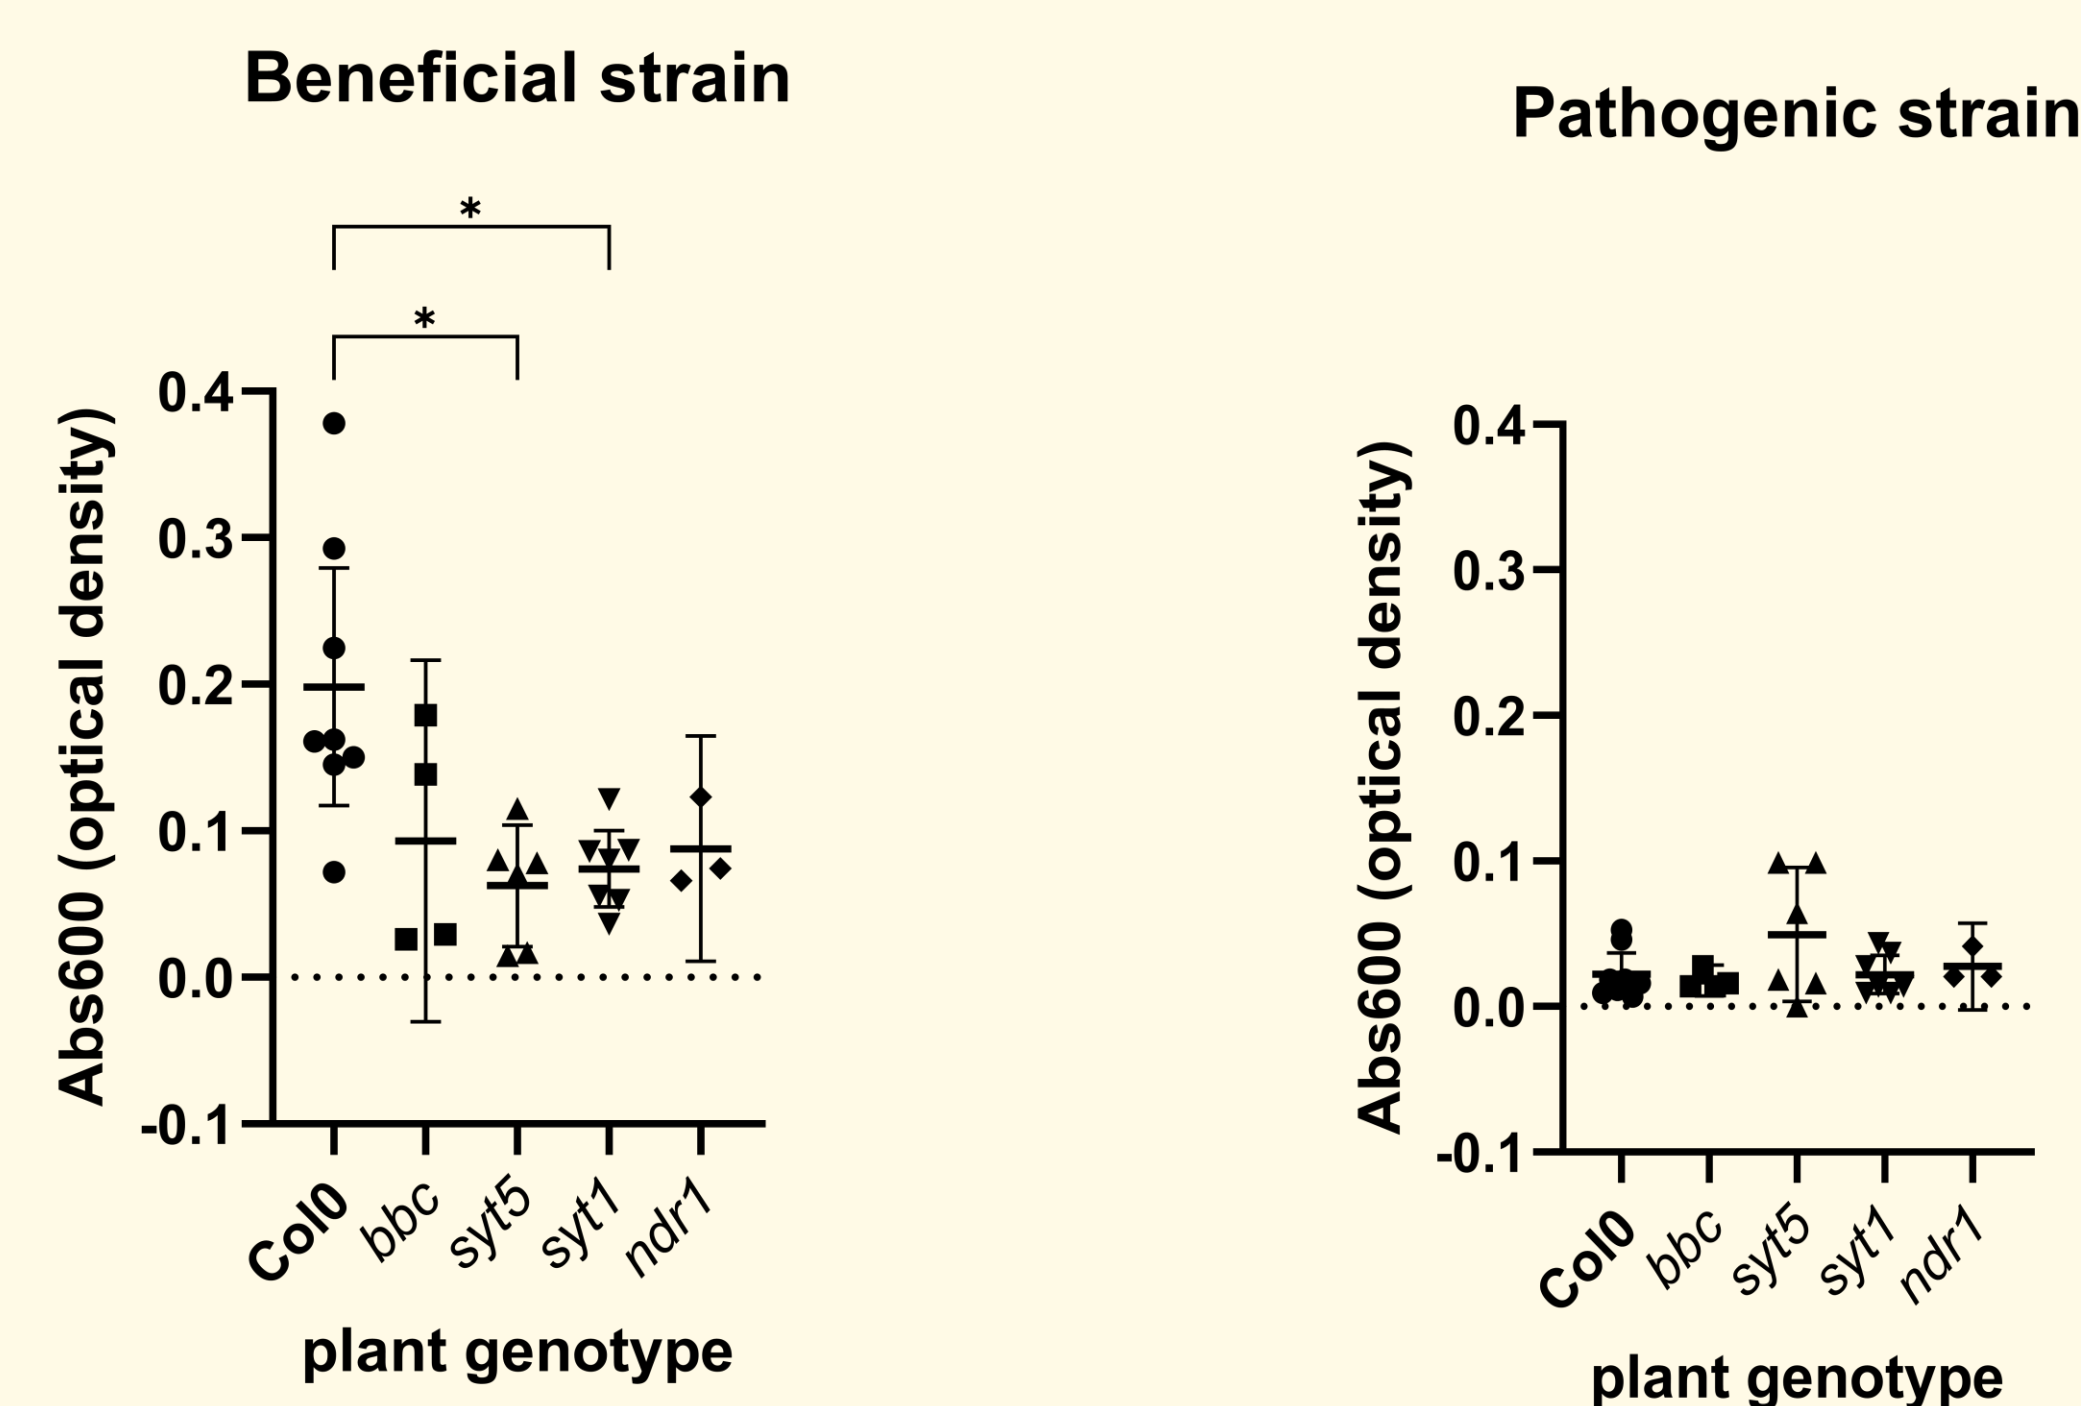 Beneficial strain
*
*
Abs600 (optical density)
0.4
0.3
0.2
0.1
0.0
-0.1
Col0
bbc
syt5
syt1
ndr1
plant genotype
Pathogenic strain
Abs600 (optical density)
0.4
0.3
0.2
0.1
0.0
-0.1
Col0
bbc
syt5
syt1
ndr1
plant genotype